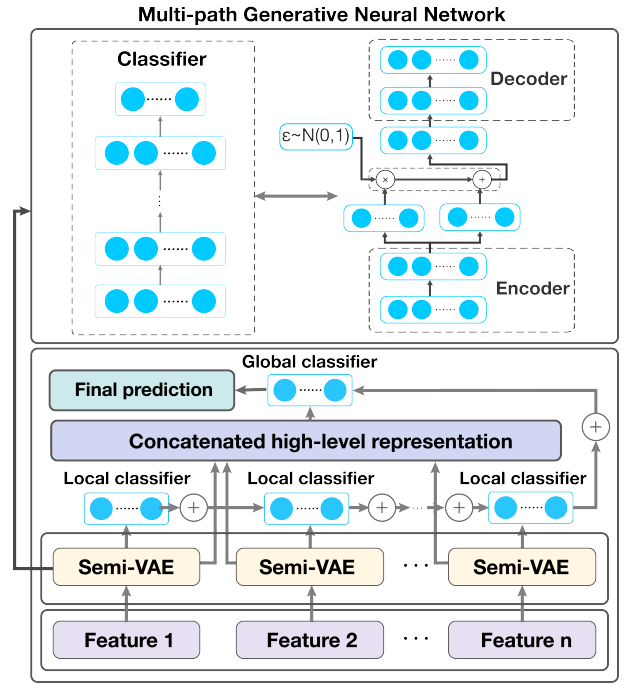 Multi-path Generative Neural Network
Classifier
Decoder
ε~N(0,1)
×
+
Encoder
Global classifier
Final prediction
+
Concatenated high-level representation
Local classifier
Local classifier
Local classifier
+
+
+
Semi-VAE
Semi-VAE
Semi-VAE
Feature 1
Feature 2
Feature n